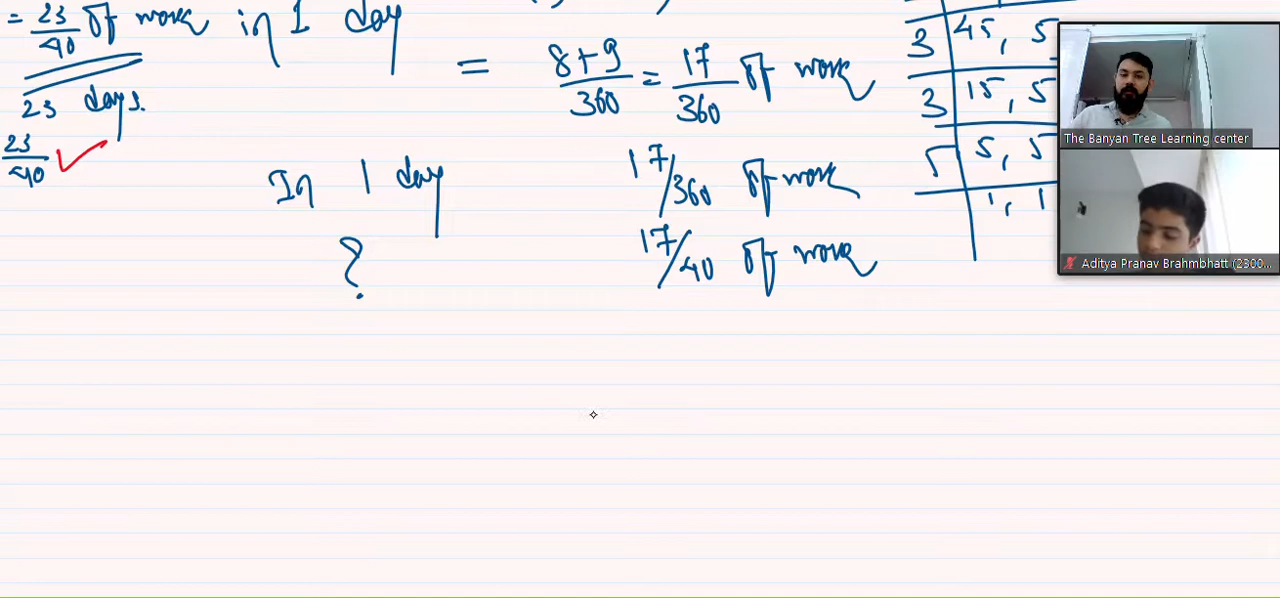 = 23/40 of work in 1 day
23 days.
23/40
= 8+9/360 = 17/360 of work
In 1 day 17/360 of work
? 17/40 of work
3 45, 5
3 15, 5
5 5, 5
1, 1
The Banyan Tree Learning center
Aditya Pranav Brahmbhatt (2300...